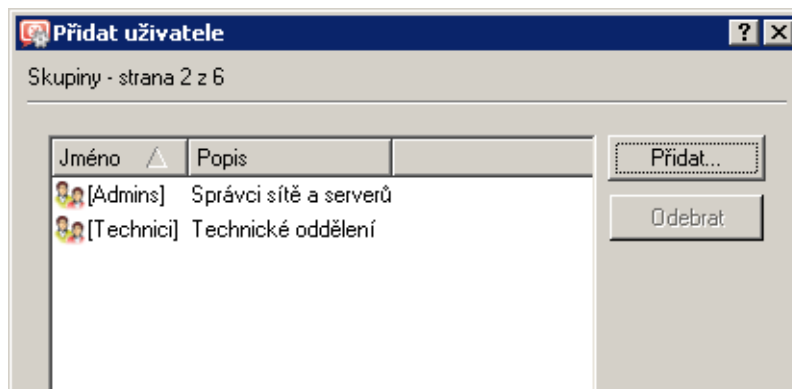 Přidat uživatele
Skupiny - strana 2 z 6
Jméno Popis
Přidat...
[Admins] Správci sítě a serverů
Odebrat
[Technici] Technické oddělení